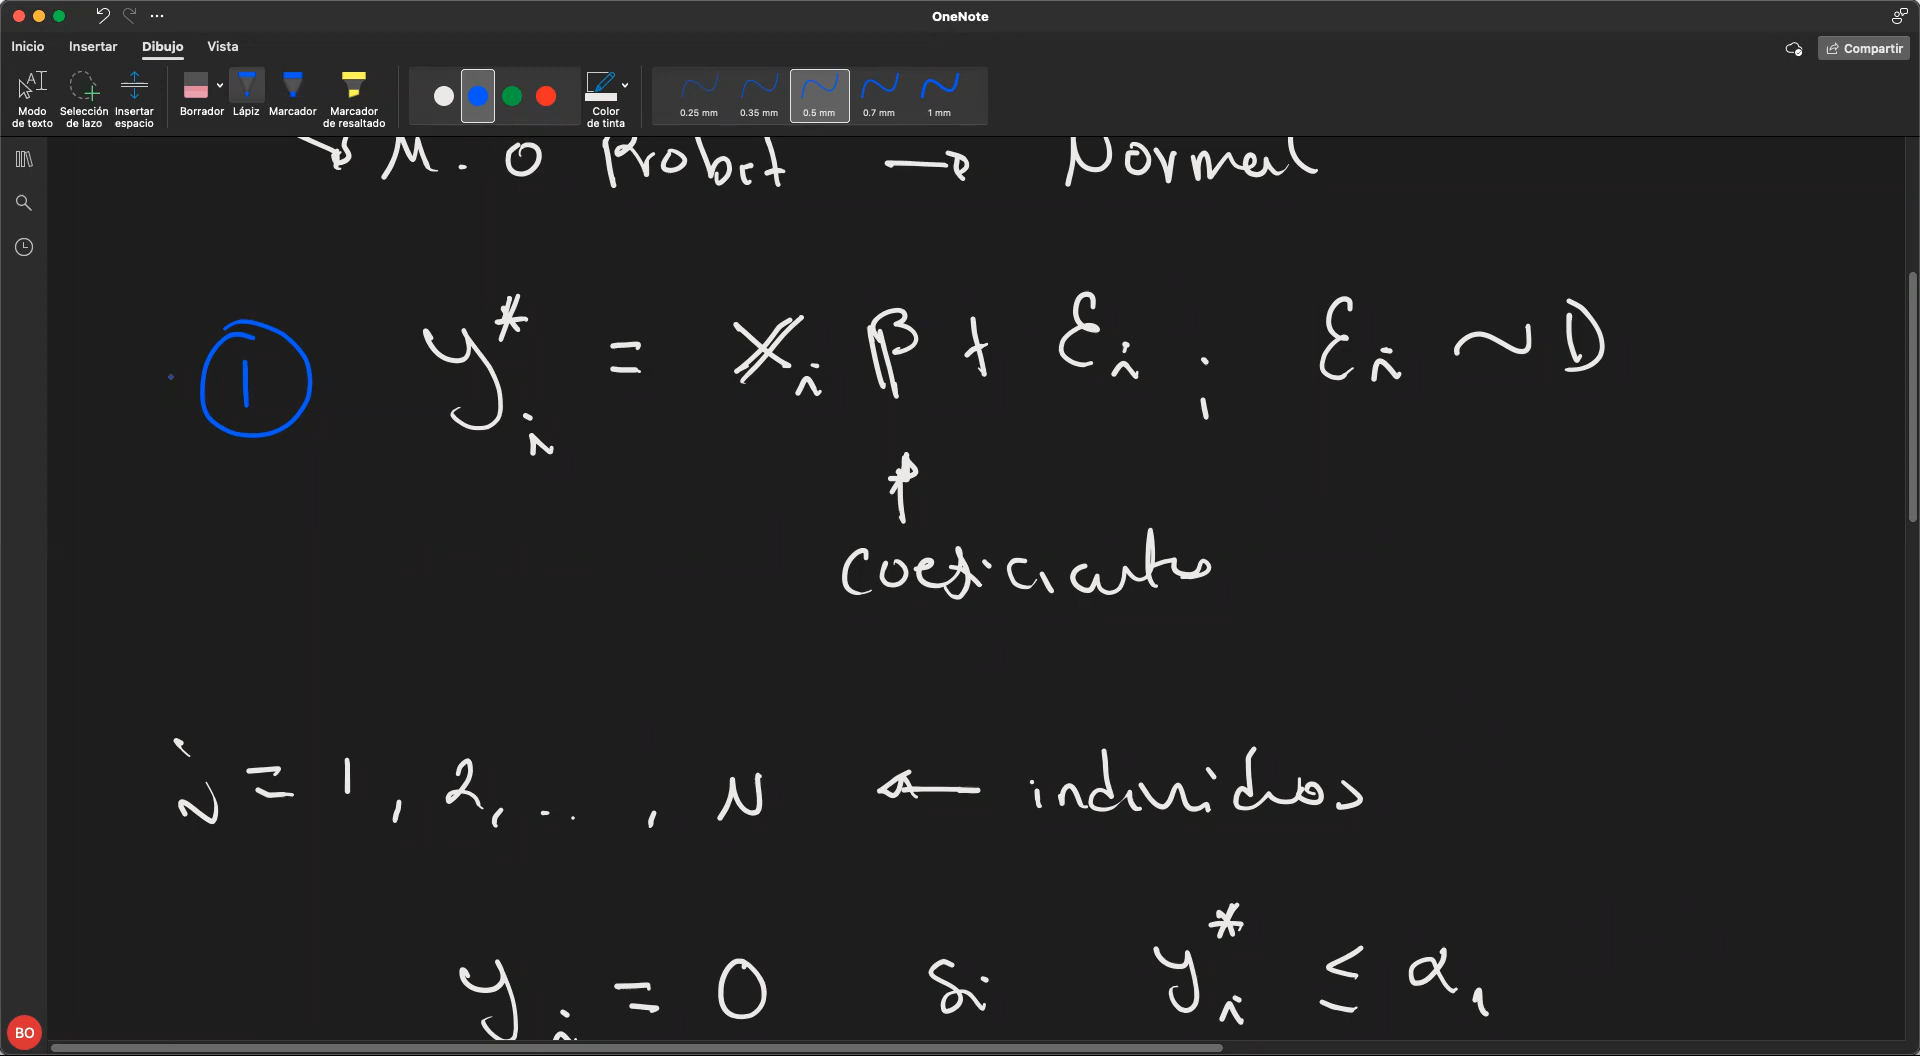 OneNote
Inicio Insertar Dibujo Vista Compartir
Modo de texto Selección de lazo Insertar espacio Borrador Lápiz Marcador Marcador de resaltado Color de tinta 0.25 mm 0.35 mm 0.5 mm 0.7 mm 1 mm
→ M. O Probit → Normal
① y*ᵢ = Xᵢ β + εᵢ ; εᵢ ~ D
↑
coeficientes
i = 1, 2, ..., N ← individuos
yᵢ = 0 si y*ᵢ ≤ α₁
BO